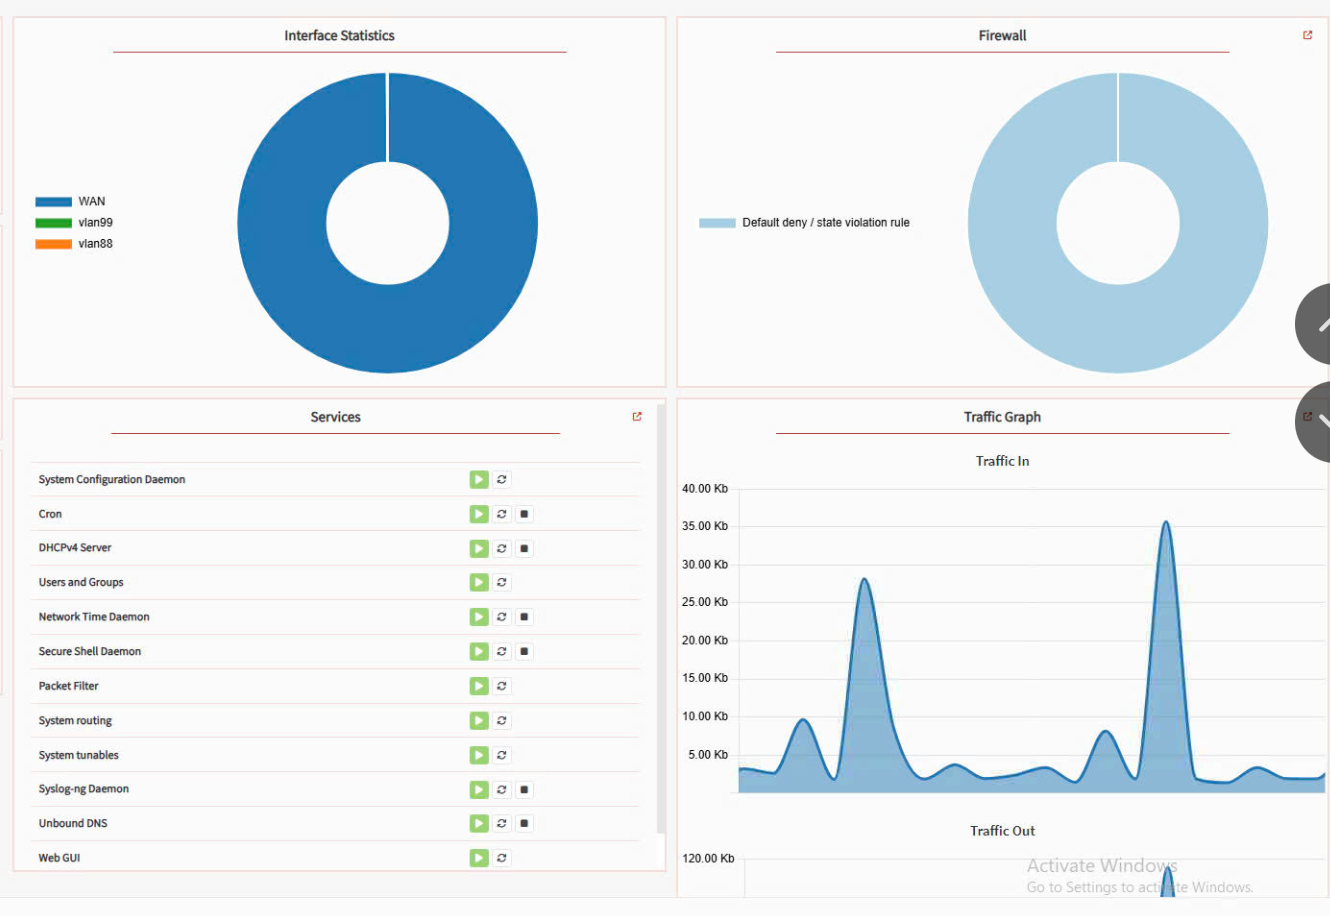 Interface Statistics
WAN
vlan99
vlan88
Firewall
Default deny / state violation rule
Services
System Configuration Daemon
Cron
DHCPv4 Server
Users and Groups
Network Time Daemon
Secure Shell Daemon
Packet Filter
System routing
System tunables
Syslog-ng Daemon
Unbound DNS
Web GUI
Traffic Graph
Traffic In
40.00 Kb
35.00 Kb
30.00 Kb
25.00 Kb
20.00 Kb
15.00 Kb
10.00 Kb
5.00 Kb
Traffic Out
120.00 Kb
Activate Windows
Go to Settings to activate Windows.